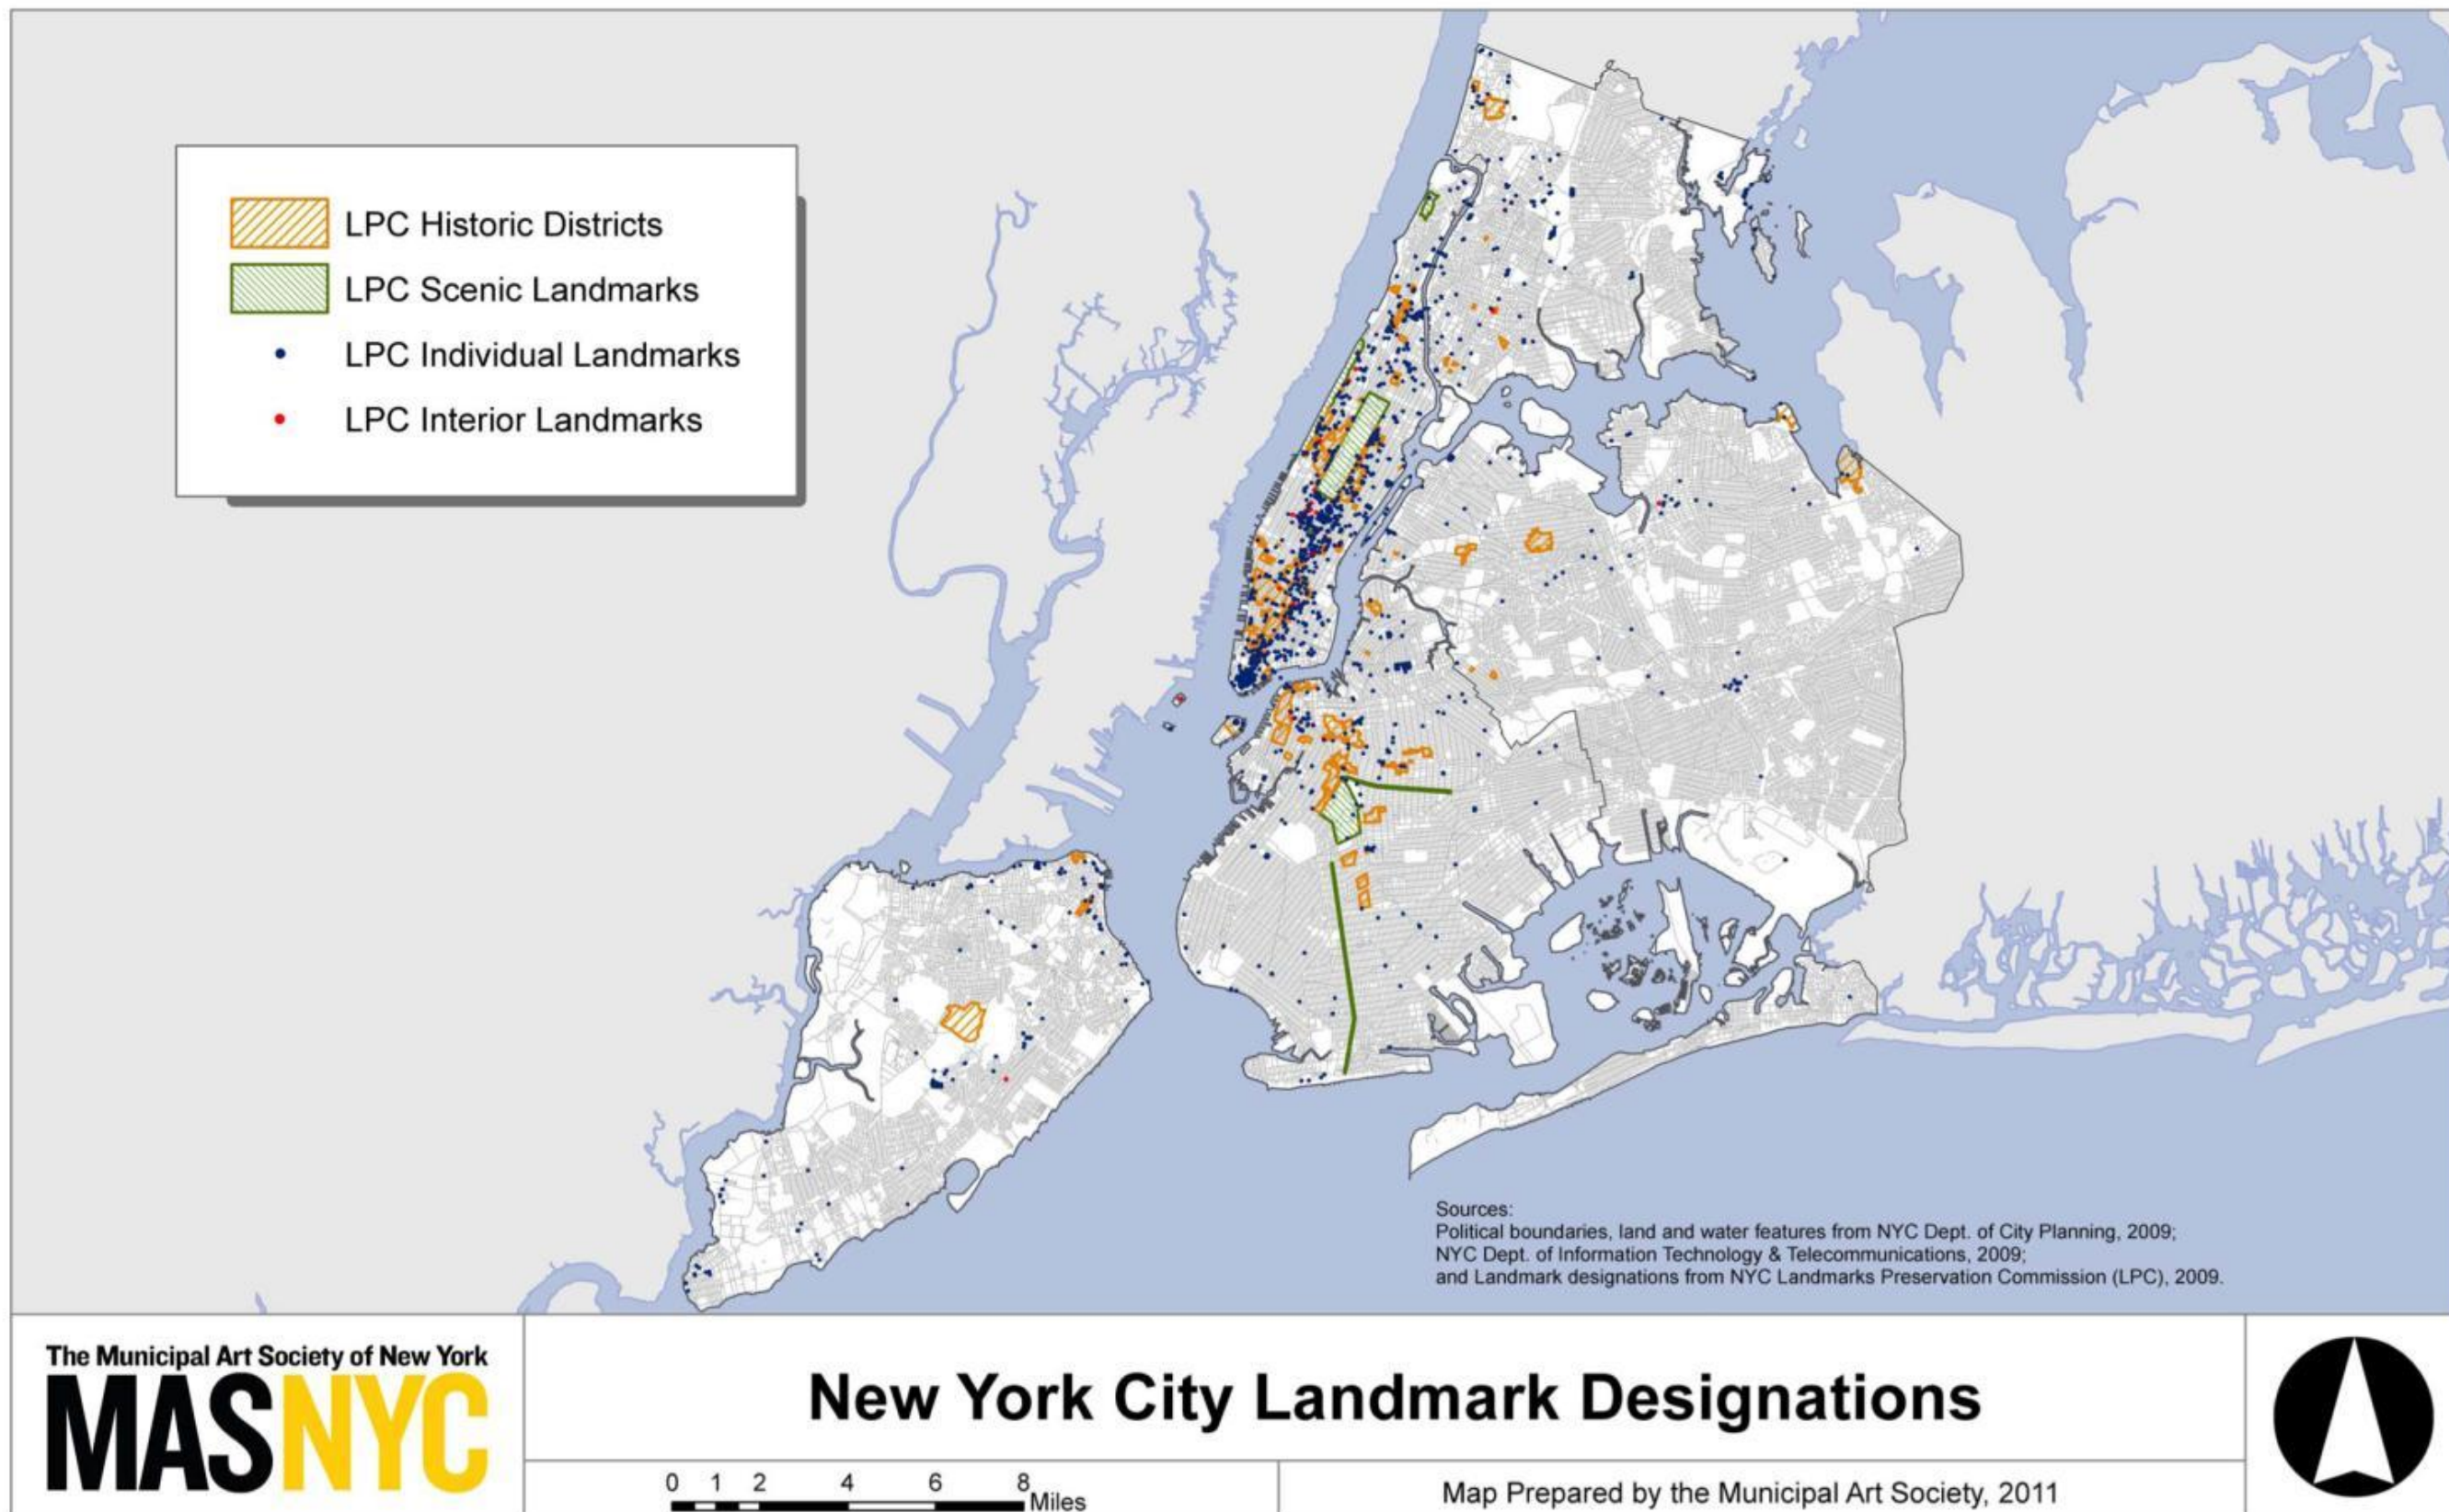 LPC Historic Districts
LPC Scenic Landmarks
LPC Individual Landmarks
LPC Interior Landmarks
Sources:
Political boundaries, land and water features from NYC Dept. of City Planning, 2009;
NYC Dept. of Information Technology & Telecommunications, 2009;
and Landmark designations from NYC Landmarks Preservation Commission (LPC), 2009.
The Municipal Art Society of New York
MASNYC
New York City Landmark Designations
0 1 2 4 6 8
Miles
Map Prepared by the Municipal Art Society, 2011